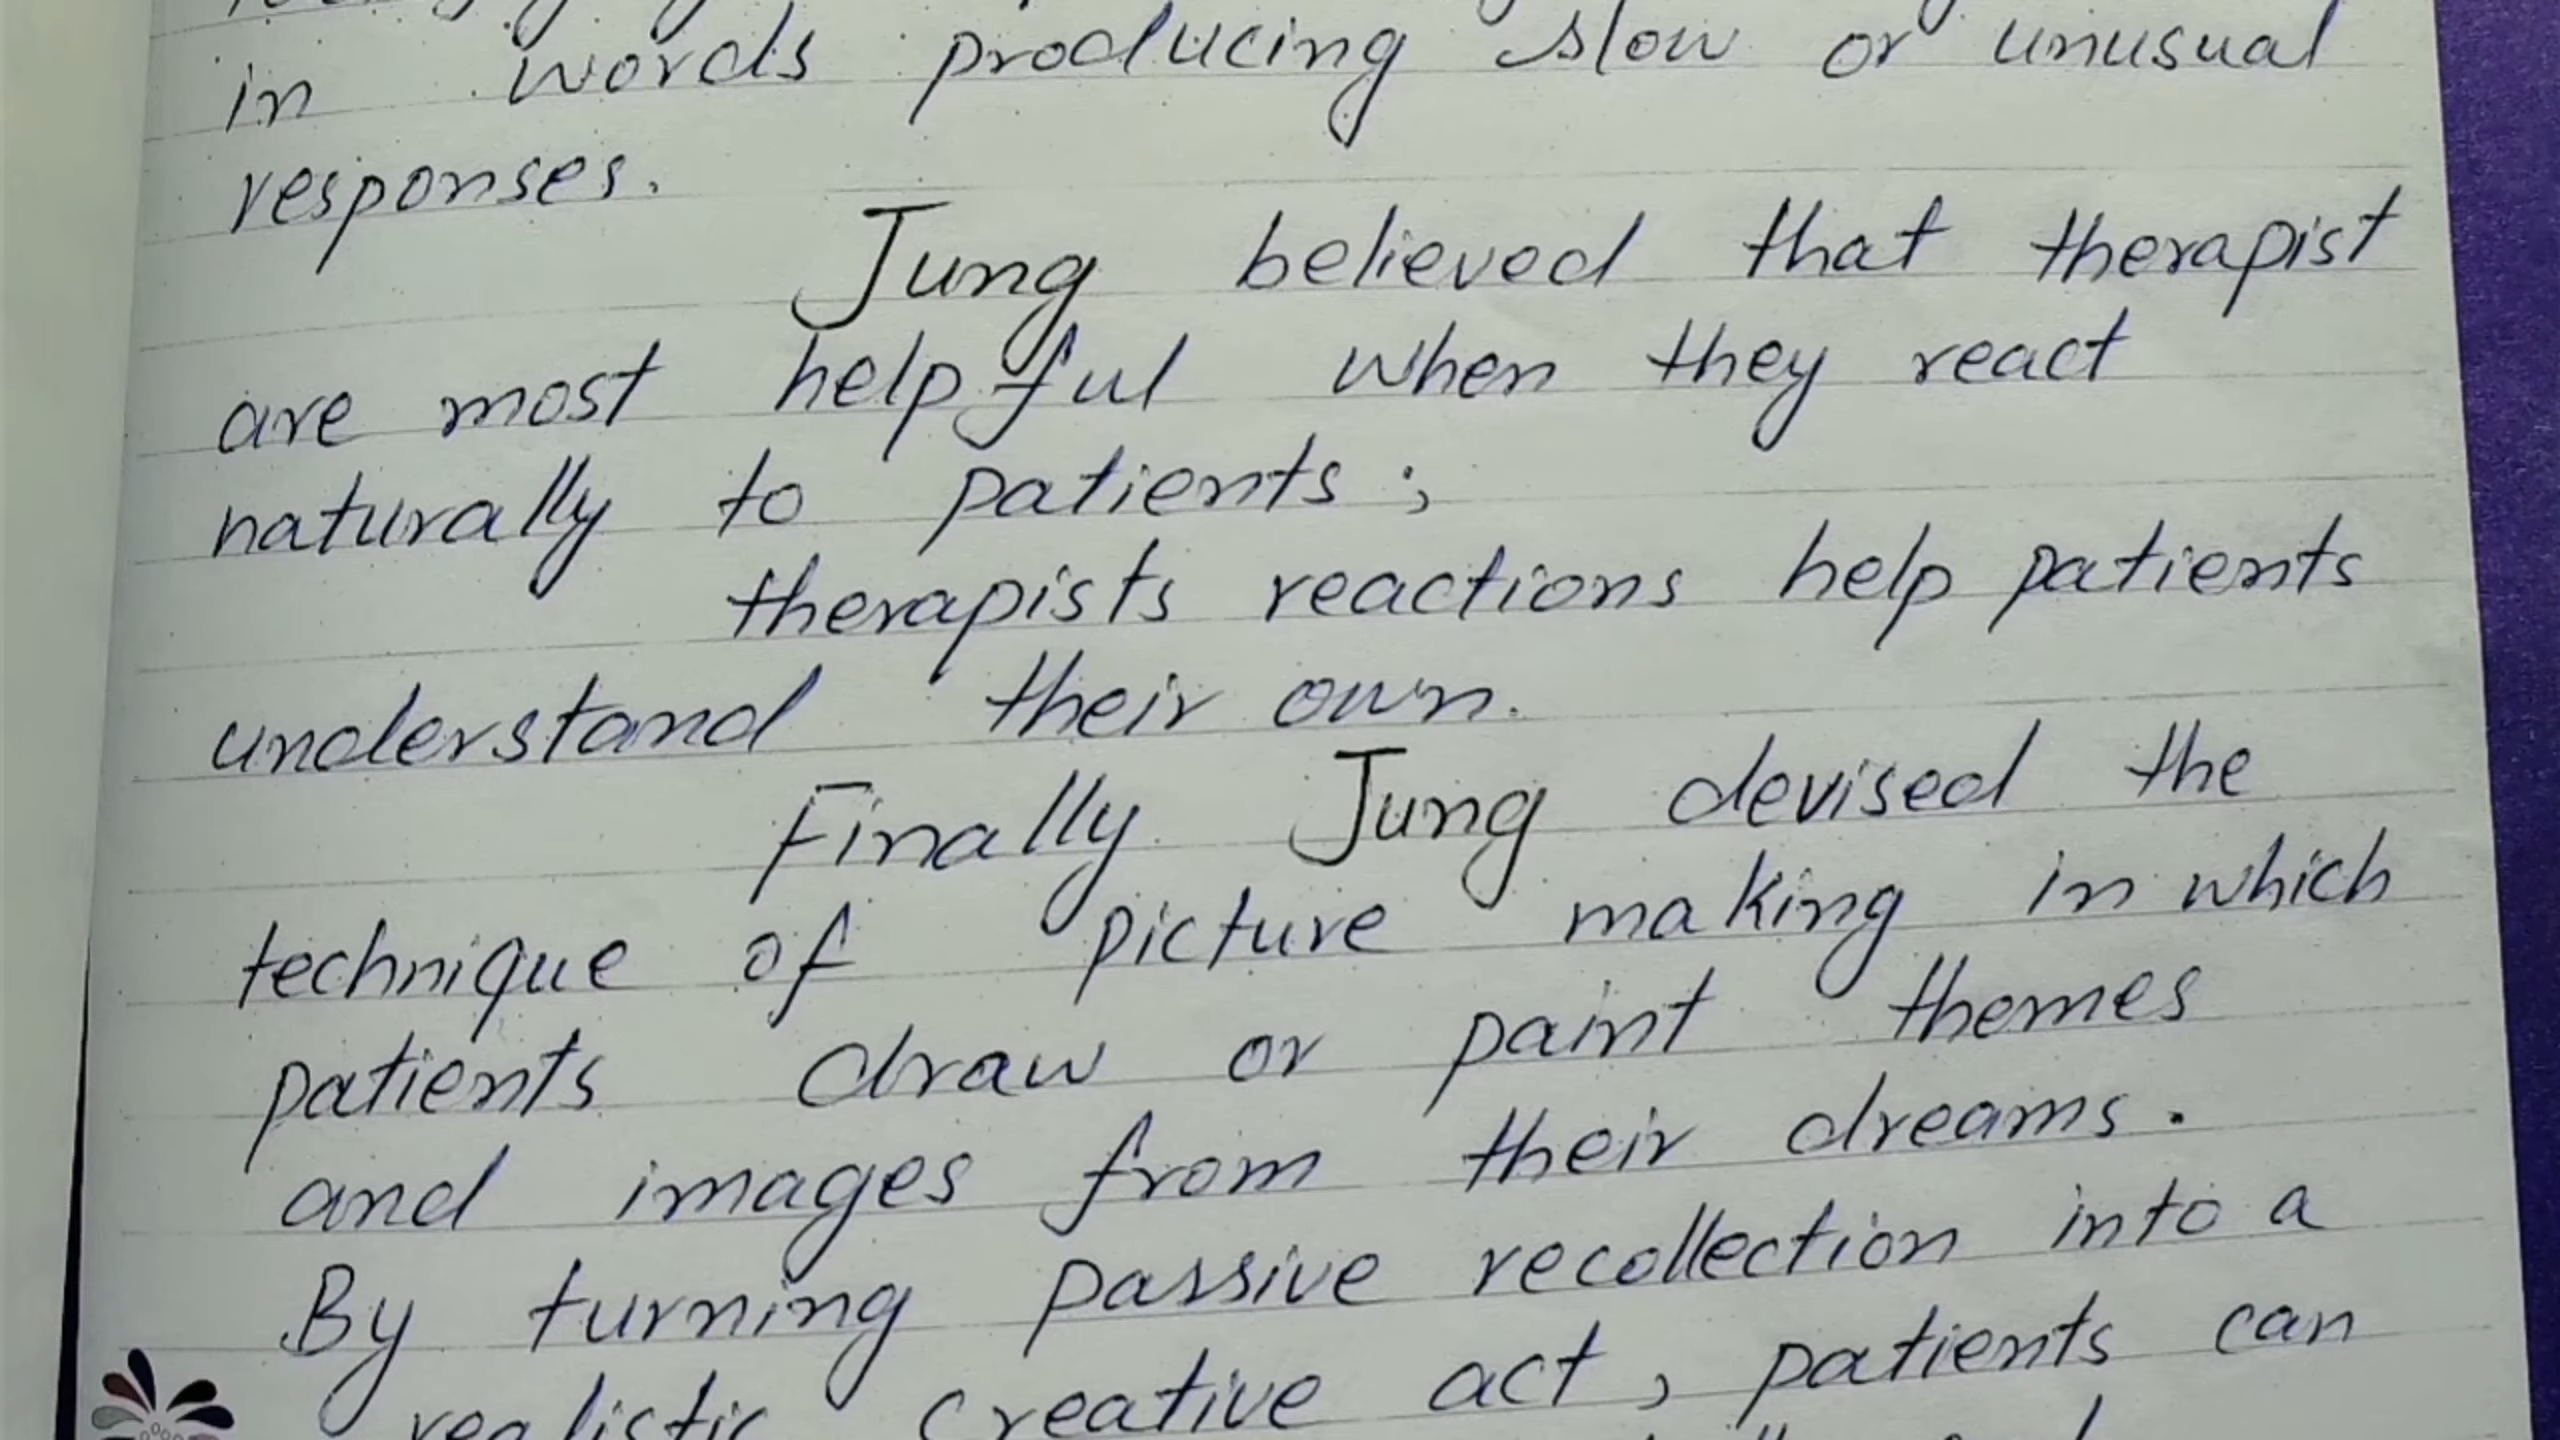 in words producing slow or unusual
responses.
Jung believed that therapist
are most helpful when they react
naturally to patients ;
therapists reactions help patients
understand their own.
Finally Jung devised the
technique of picture making in which
patients draw or paint themes
and images from their dreams.
By turning passive recollection into a
realistic creative act, patients can